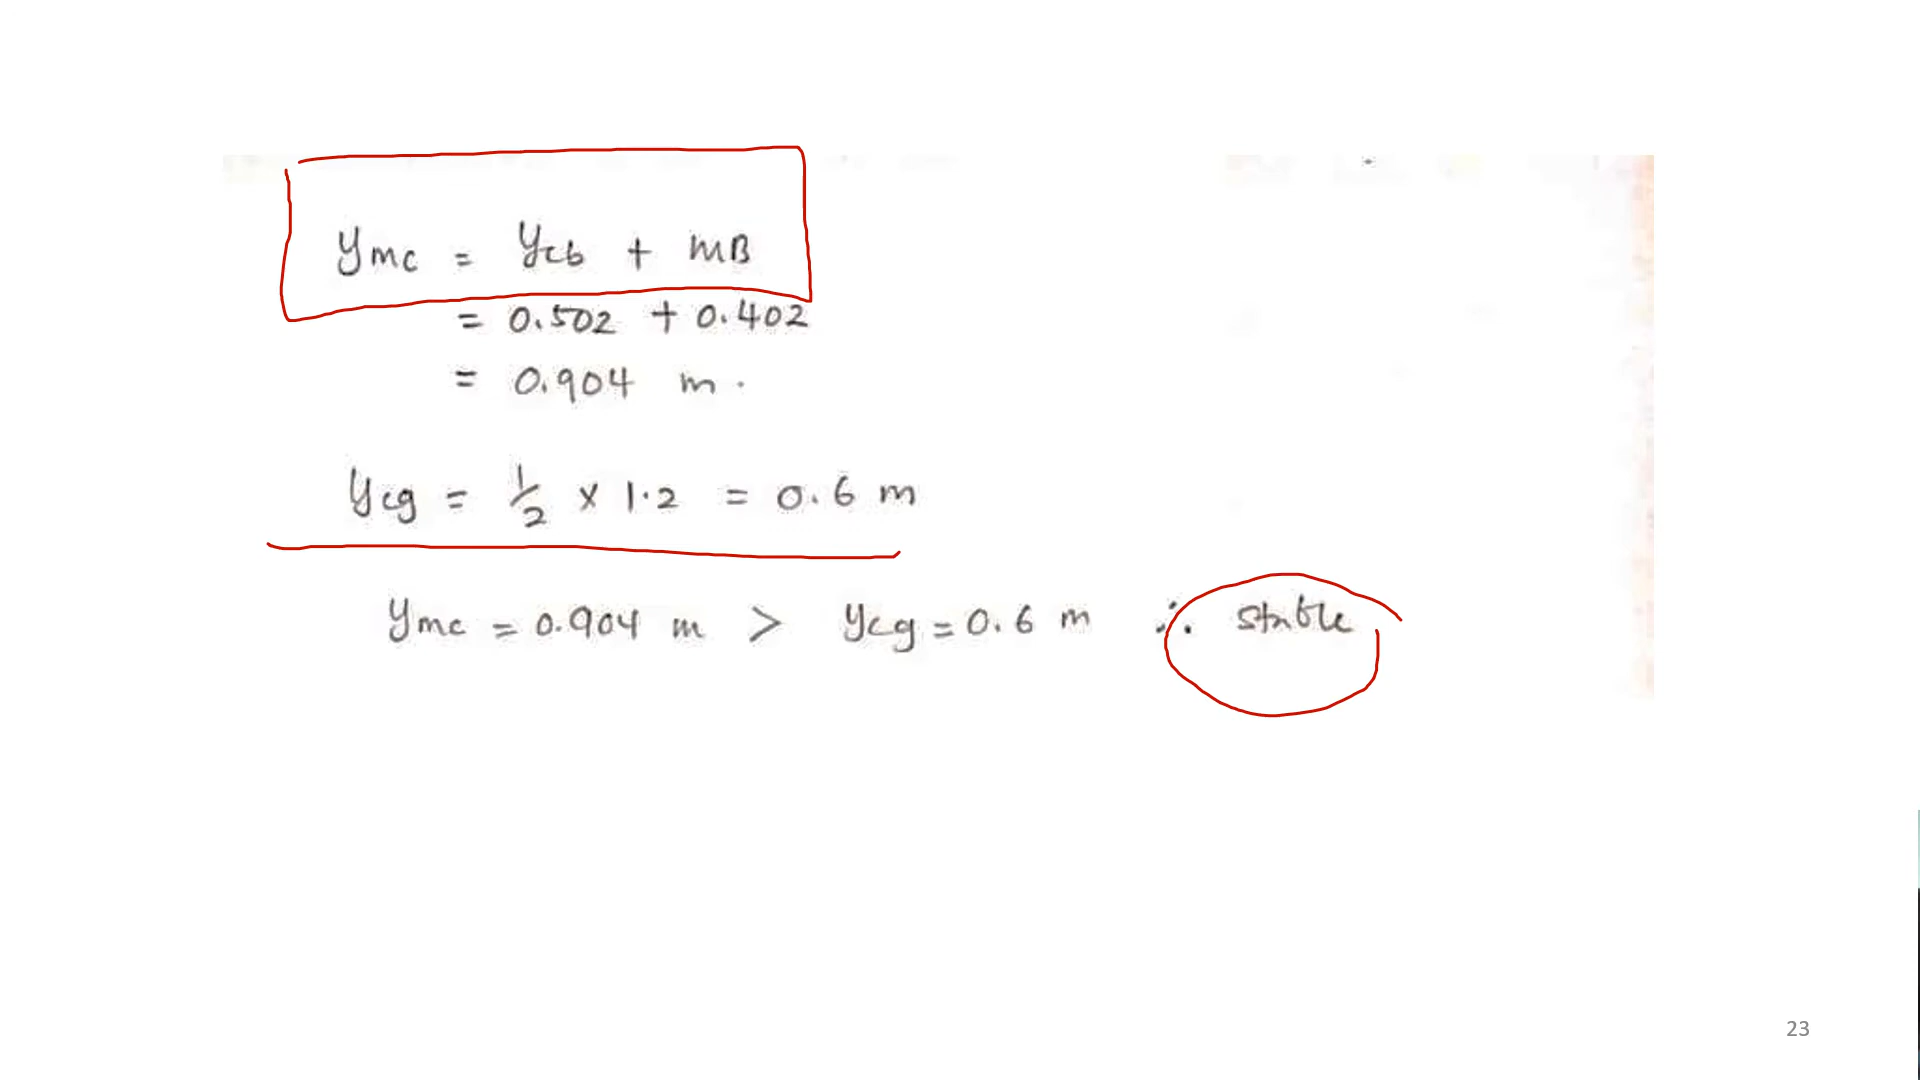 ymc = ycb + MB
= 0.502 + 0.402
= 0.904 m.
ycg = 1/2 x 1.2 = 0.6 m
ymc = 0.904 m > ycg = 0.6 m ∴ stable
23